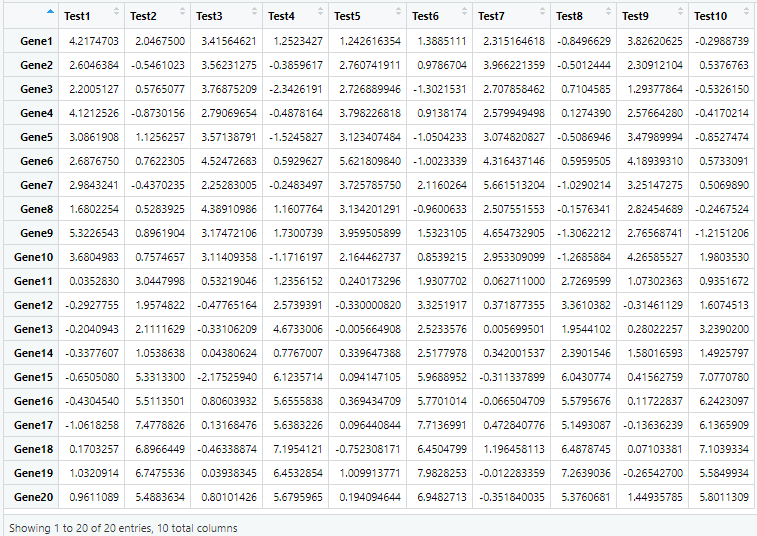 Test1 Test2 Test3 Test4 Test5 Test6 Test7 Test8 Test9 Test10
Gene1 4.2174703 2.0467500 3.41564621 1.2523427 1.242616354 1.3885111 2.315164618 -0.8496629 3.82620625 -0.2988739
Gene2 2.6046384 -0.5461023 3.56231275 -0.3859617 2.760741911 0.9786704 3.966221359 -0.5012444 2.30912104 0.5376763
Gene3 2.2005127 0.5765077 3.76875209 -2.3426191 2.726889946 -1.3021531 2.707858462 0.7104585 1.29377864 -0.5326150
Gene4 4.1212526 -0.8730156 2.79069654 -0.4878164 3.798226818 0.9138174 2.579949498 0.1274390 2.57664280 -0.4170214
Gene5 3.0861908 1.1256257 3.57138791 -1.5245827 3.123407484 -1.0504233 3.074820827 -0.5086946 3.47989994 -0.8527474
Gene6 2.6876750 0.7622305 4.52472683 0.5929627 5.621809840 -1.0023339 4.316437146 0.5959505 4.18939310 0.5733091
Gene7 2.9843241 -0.4370235 2.25283005 -0.2483497 3.725785750 2.1160264 5.661513204 -1.0290214 3.25147275 0.5069890
Gene8 1.6802254 0.5283925 4.38910986 1.1607764 3.134201291 -0.9600633 2.507551553 -0.1576341 2.82454689 -0.2467524
Gene9 5.3226543 0.8961904 3.17472106 1.7300739 3.959505899 1.5323105 4.654732905 -1.3062212 2.76568741 -1.2151206
Gene10 3.6804983 0.7574657 3.11409358 -1.1716197 2.164462737 0.8539215 2.953309099 -1.2685884 4.26585527 1.9803530
Gene11 0.0352830 3.0447998 0.53219046 1.2356152 0.240173296 1.9307702 0.062711000 2.7269599 1.07302363 0.9351672
Gene12 -0.2927755 1.9574822 -0.47765164 2.5739391 -0.330000820 3.3251917 0.371877355 3.3610382 -0.31461129 1.6074513
Gene13 -0.2040943 2.1111629 -0.33106209 4.6733006 -0.005664908 2.5233576 0.005699501 1.9544102 0.28022257 3.2390200
Gene14 -0.3377607 1.0538638 0.04380624 0.7767007 0.339647388 2.5177978 0.342001537 2.3901546 1.58016593 1.4925797
Gene15 -0.6505080 5.3313300 -2.17525940 6.1235714 0.094147105 5.9688952 -0.311337899 6.0430774 0.41562759 7.0770780
Gene16 -0.4304540 5.5113501 0.80603932 5.6555838 0.369434709 5.7701014 -0.066504709 5.5795676 0.11722837 6.2423097
Gene17 -1.0618258 7.4778826 0.13168476 5.6383226 0.096440844 7.7136991 0.472840776 5.1493087 -0.13636239 6.1365909
Gene18 0.1703257 6.8966449 -0.46338874 7.1954121 -0.752308171 6.4504799 1.196458113 6.4878745 0.07103381 7.1039334
Gene19 1.0320914 6.7475536 0.03938345 6.4532854 1.009913771 7.9828253 -0.012283359 7.2639036 -0.26542700 5.5849934
Gene20 0.9611089 5.4883634 0.80101426 5.6795965 0.194094644 6.9482713 -0.351840035 5.3760681 1.44935785 5.8011309
Showing 1 to 20 of 20 entries, 10 total columns